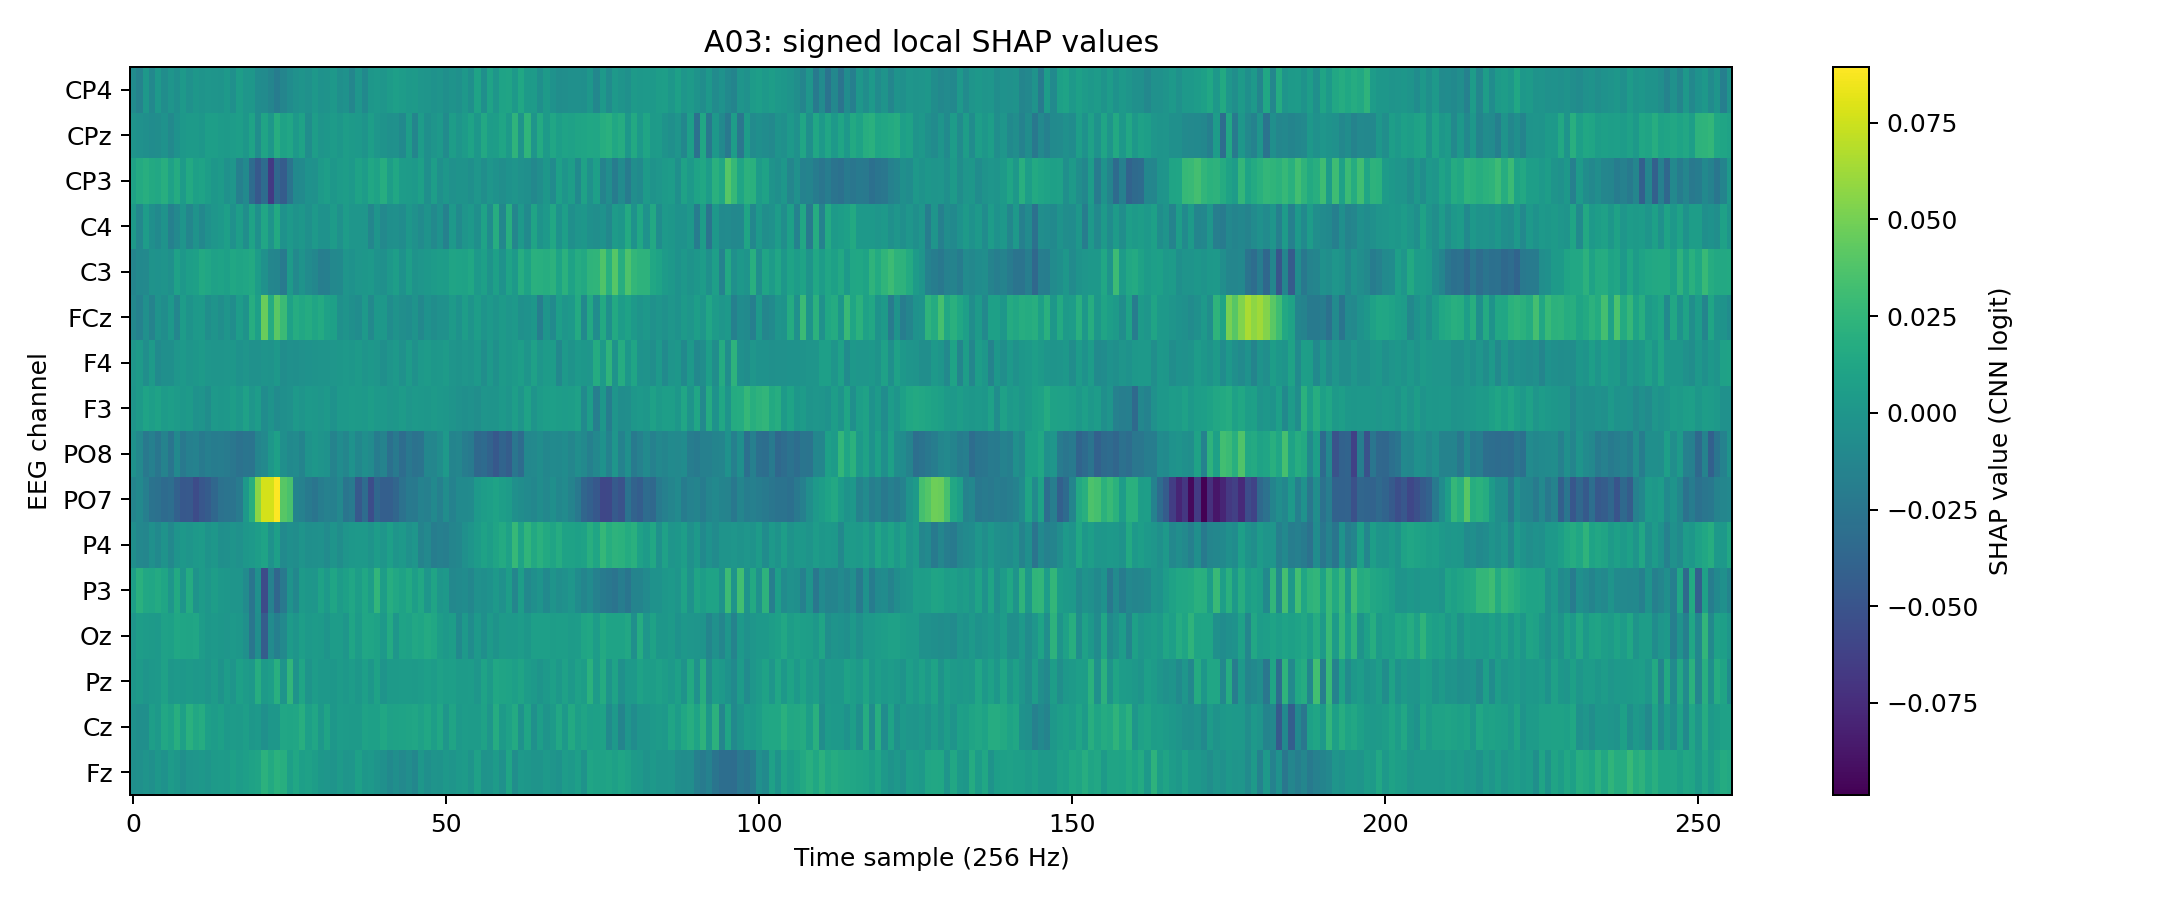 A03: signed local SHAP values
CP4
CPz
CP3
C4
C3
FCz
F4
F3
PO8
PO7
P4
P3
Oz
Pz
Cz
Fz
EEG channel
0 50 100 150 200 250
Time sample (256 Hz)
0.075
0.050
0.025
0.000
−0.025
−0.050
−0.075
SHAP value (CNN logit)